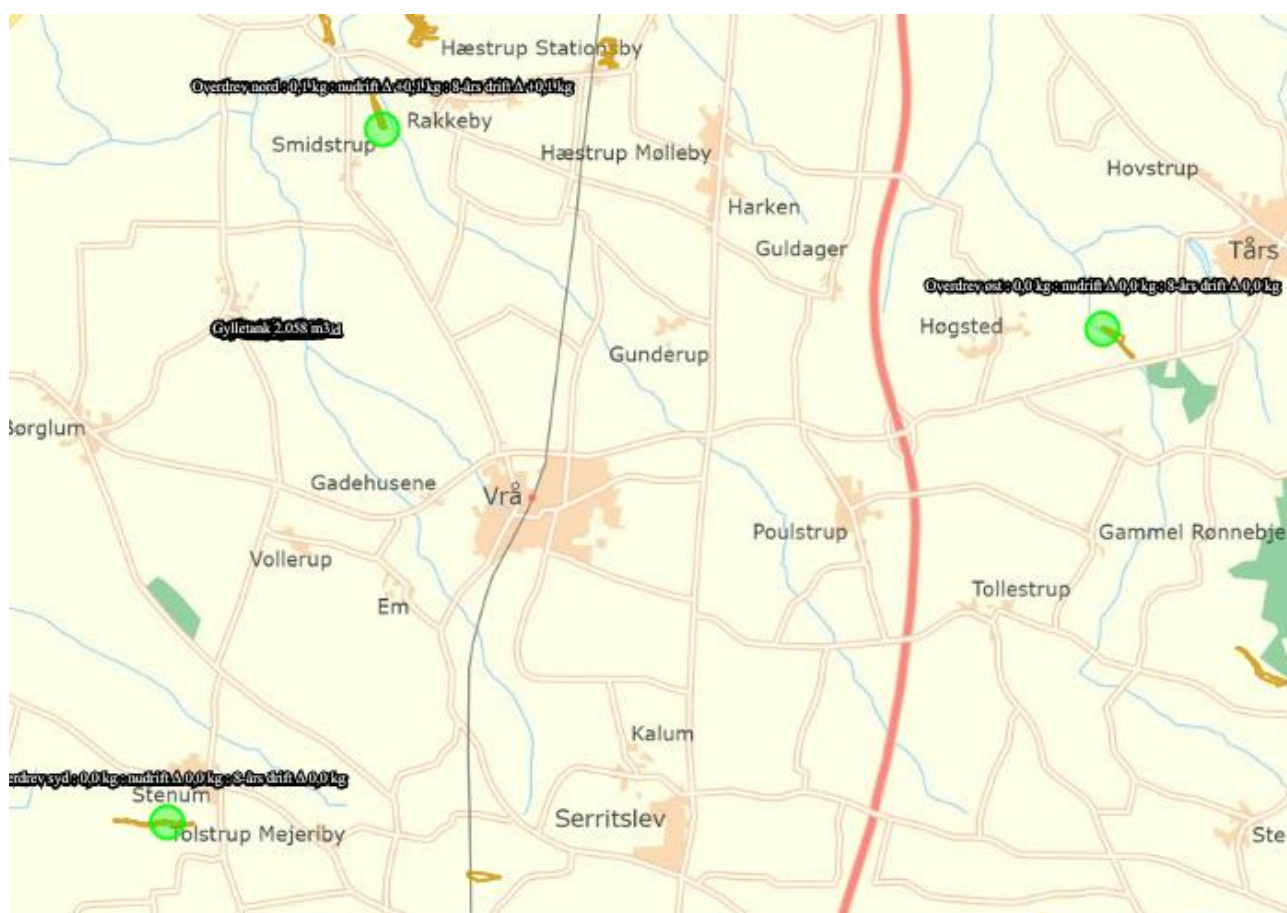 Hæstrup Stationsby
Overdrev nord : 0,1 kg : nudrift Δ +0,1 kg : 8-års drift Δ +0,1 kg
Rakkeby
Smidstrup
Hæstrup Mølleby
Hovstrup
Harken
Guldager
Tårs
Overdrev øst : 0,0 kg : nudrift Δ 0,0 kg : 8-års drift Δ 0,0 kg
Gylletank 2.058 m3
Høgsted
Gunderup
Børglum
Gadehusene
Vrå
Poulstrup
Gammel Rønnebje
Vollerup
Tollestrup
Em
Kalum
erdrev syd : 0,0 kg : nudrift Δ 0,0 kg : 8-års drift Δ 0,0 kg
Stenum
Serritslev
Tolstrup Mejeriby
Ste